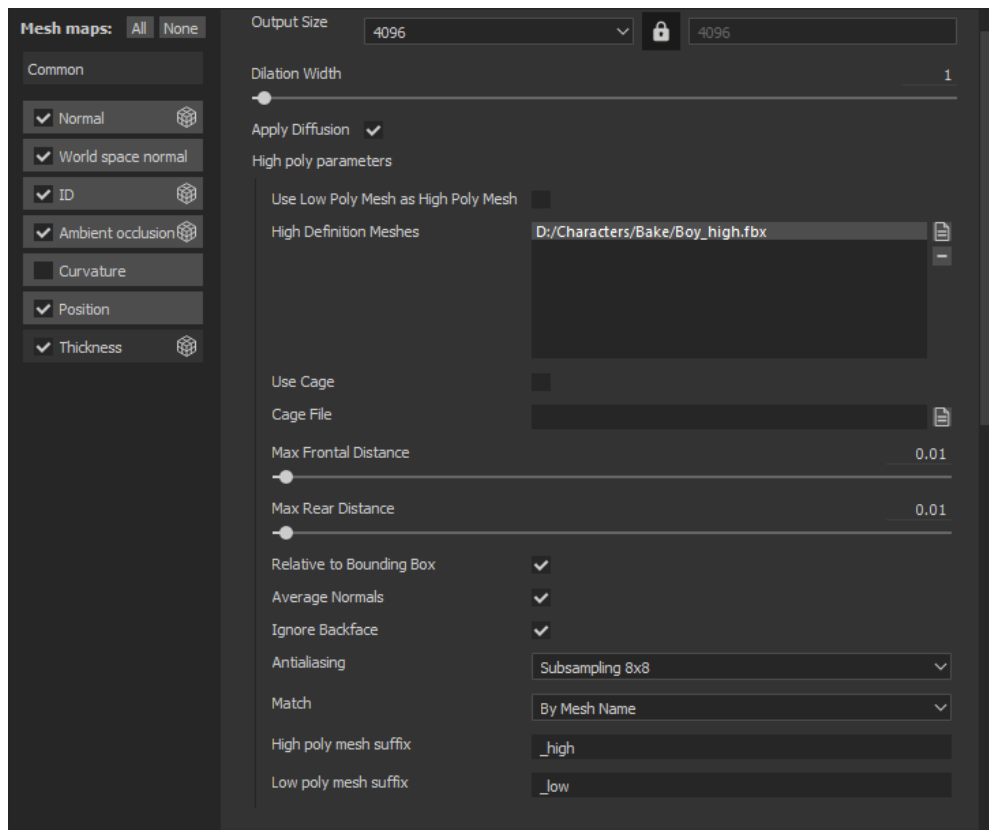 Mesh maps: All None
Common
Normal
World space normal
ID
Ambient occlusion
Curvature
Position
Thickness
Output Size 4096 4096
Dilation Width 1
Apply Diffusion
High poly parameters
Use Low Poly Mesh as High Poly Mesh
High Definition Meshes D:/Characters/Bake/Boy_high.fbx
Use Cage
Cage File
Max Frontal Distance 0.01
Max Rear Distance 0.01
Relative to Bounding Box
Average Normals
Ignore Backface
Antialiasing Subsampling 8x8
Match By Mesh Name
High poly mesh suffix _high
Low poly mesh suffix _low